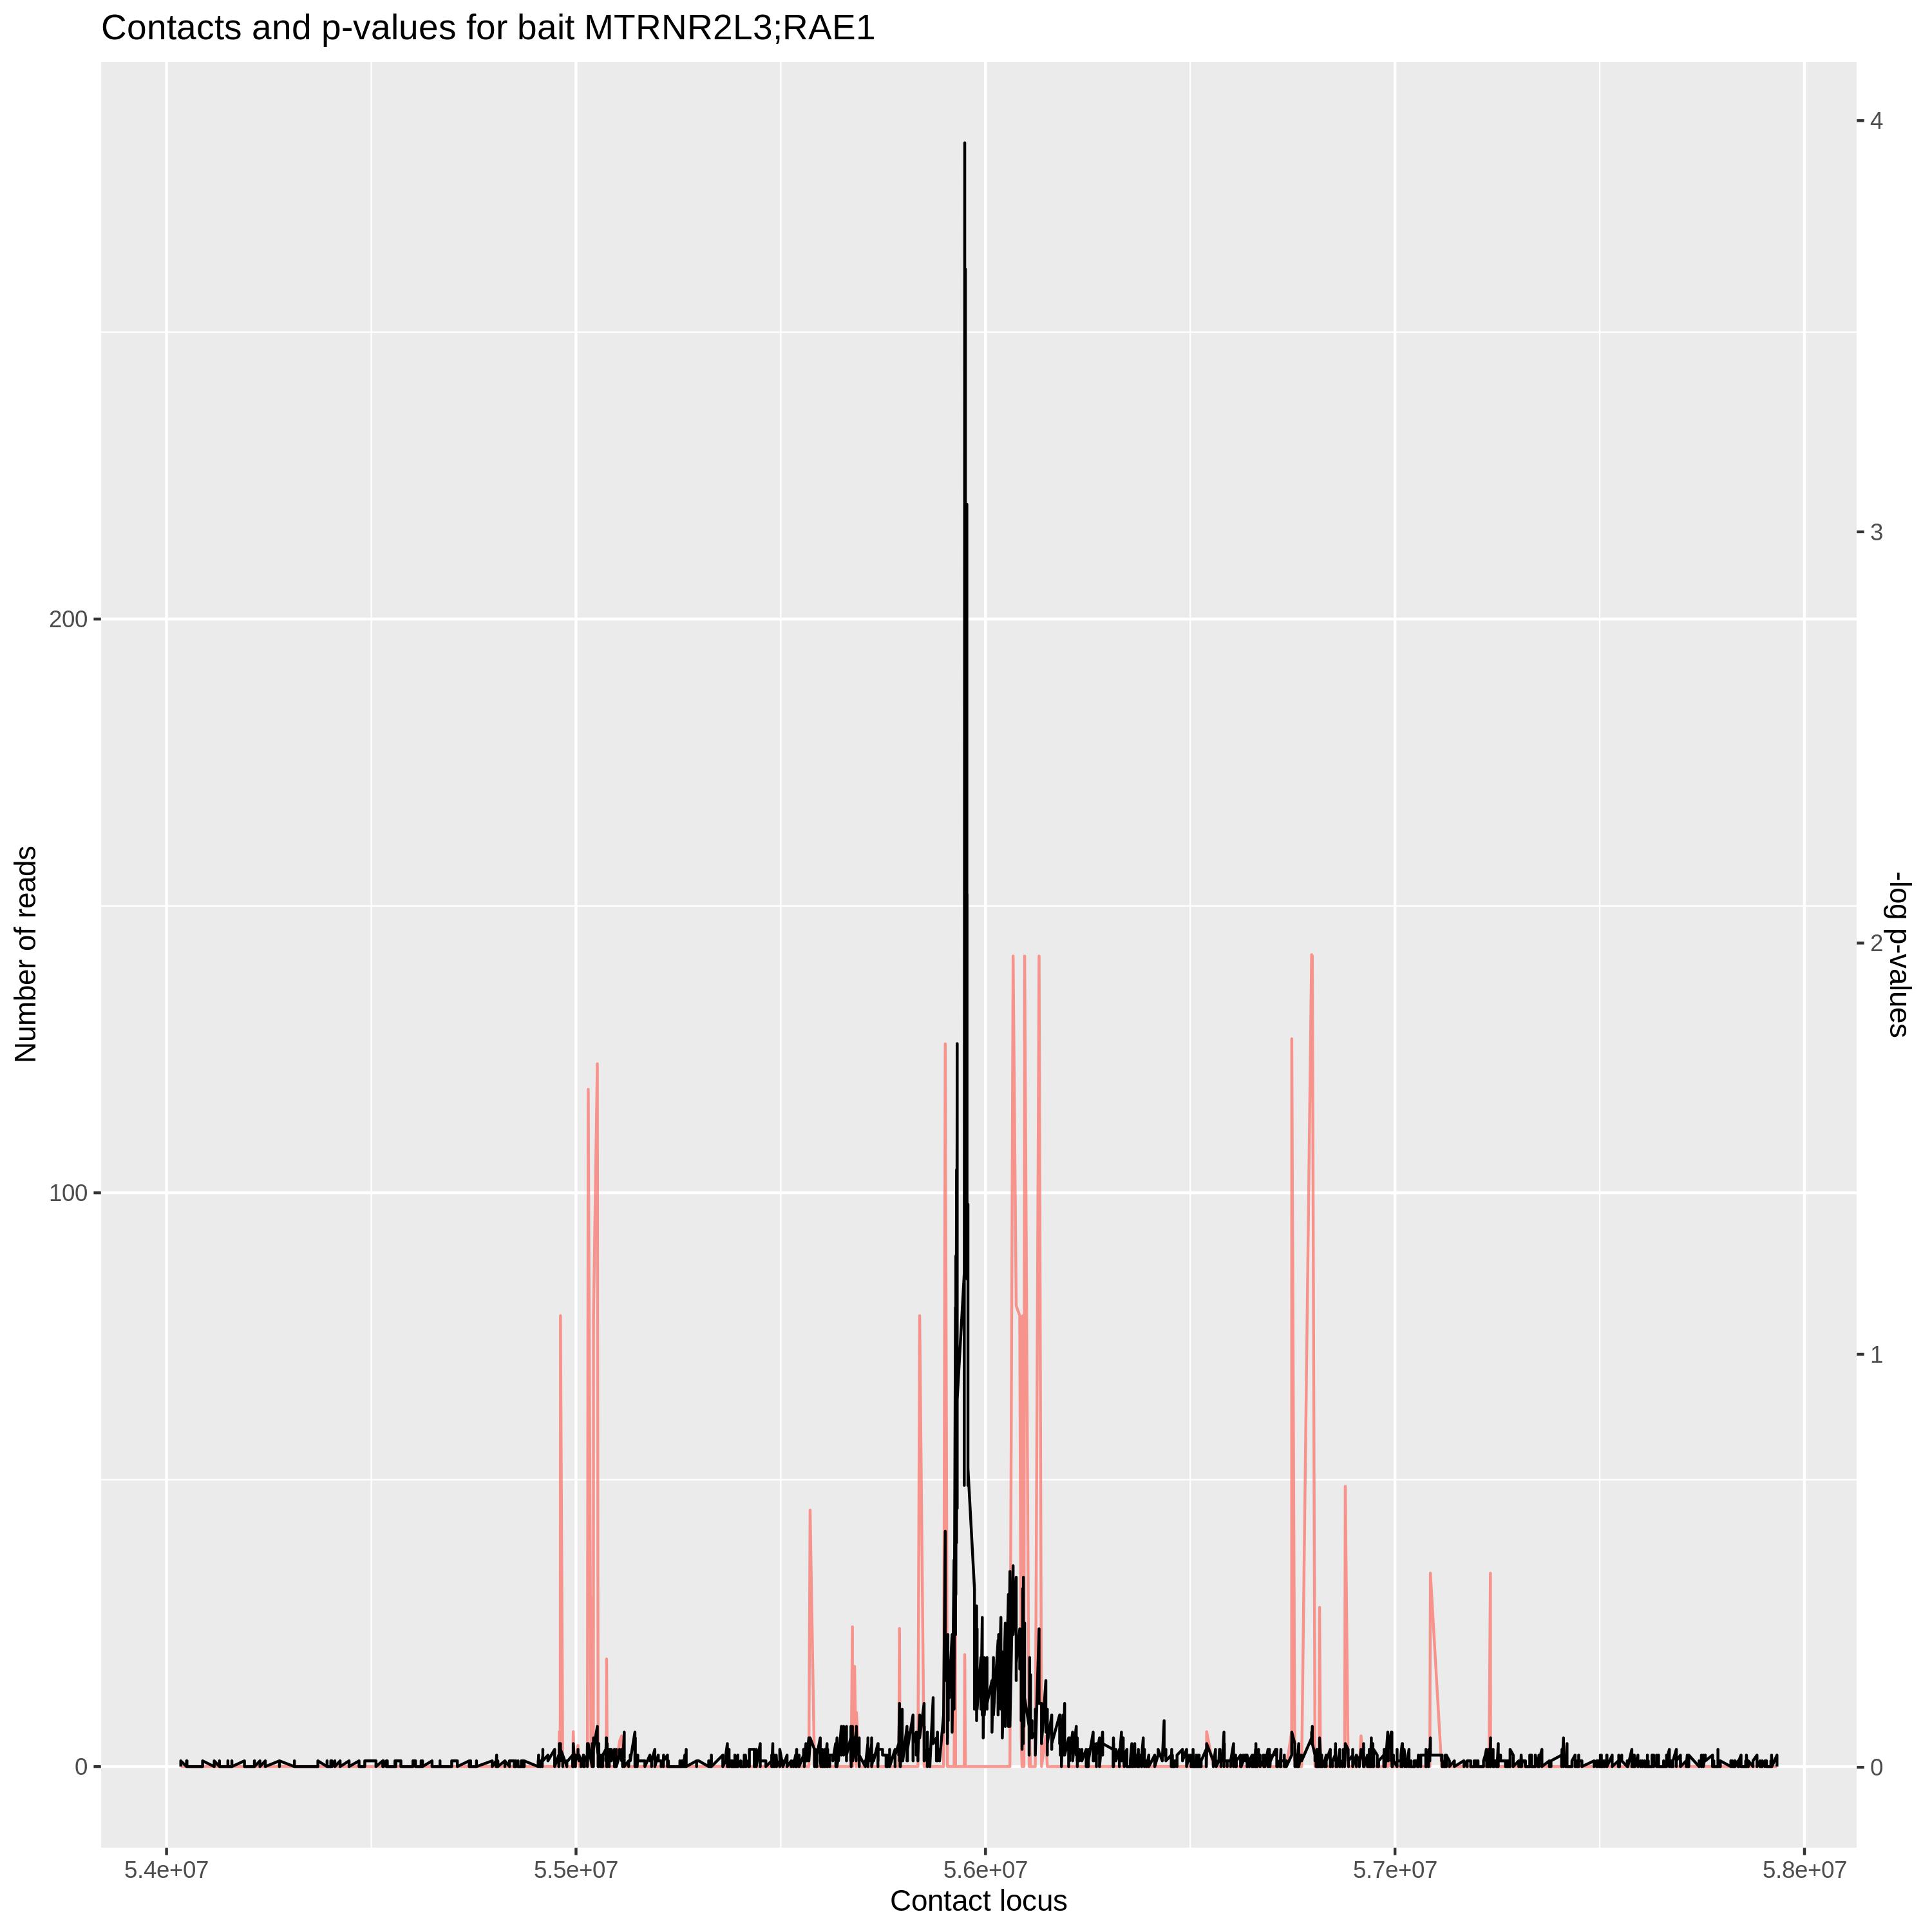 Contacts and p-values for bait MTRNR2L3;RAE1
4
3
200
Number of reads
-log p-values
2
100
1
0
0
5.4e+07
5.5e+07
5.6e+07
5.7e+07
5.8e+07
Contact locus